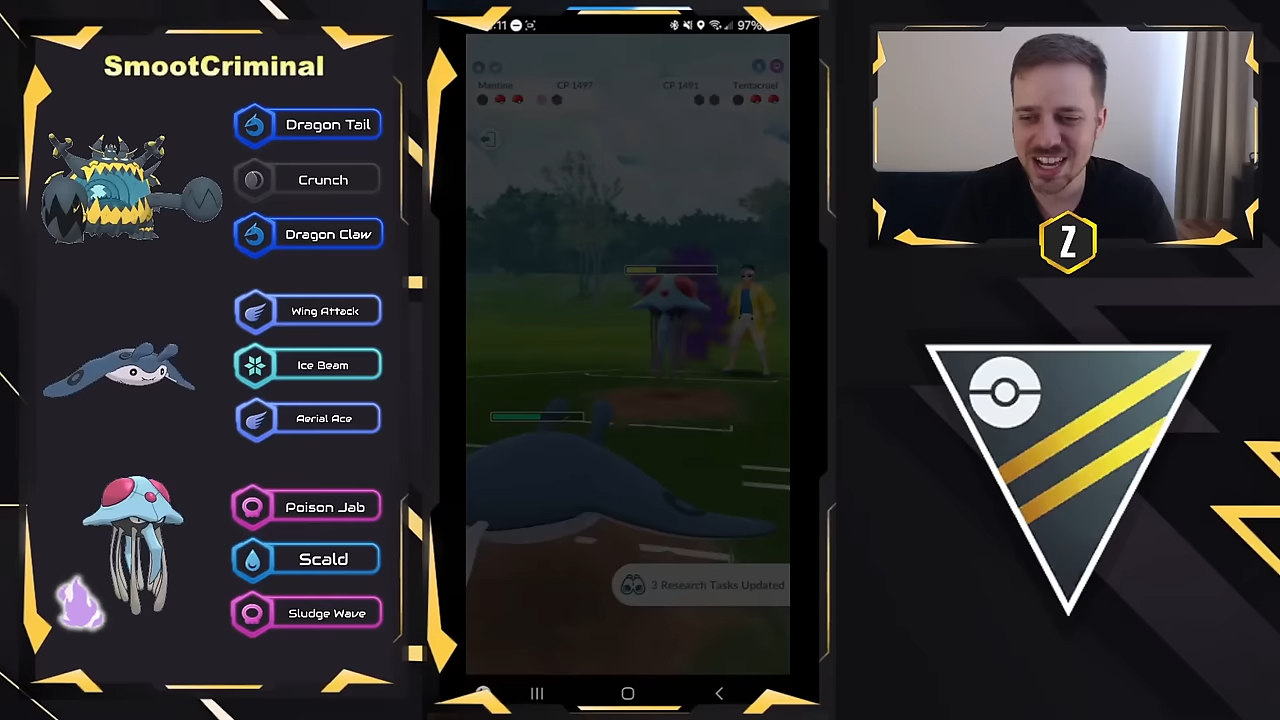 SmootCriminal
Dragon Tail
Crunch
Dragon Claw
Wing Attack
Ice Beam
Aerial Ace
Poison Jab
Scald
Sludge Wave
:11
97%
Mantine
CP 1497
CP 1491
Tentacruel
3 Research Tasks Updated
Z